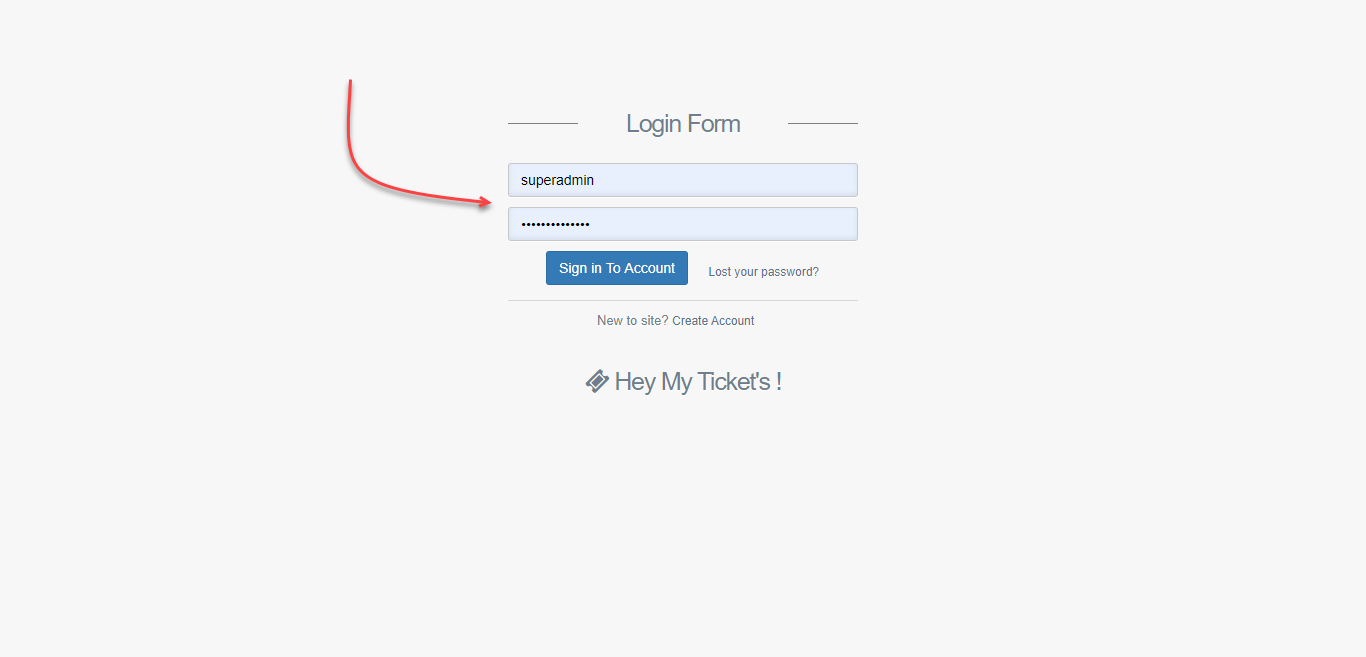 Login Form
superadmin
••••••••••••••
Sign in To Account
Lost your password?
New to site? Create Account
Hey My Ticket's !